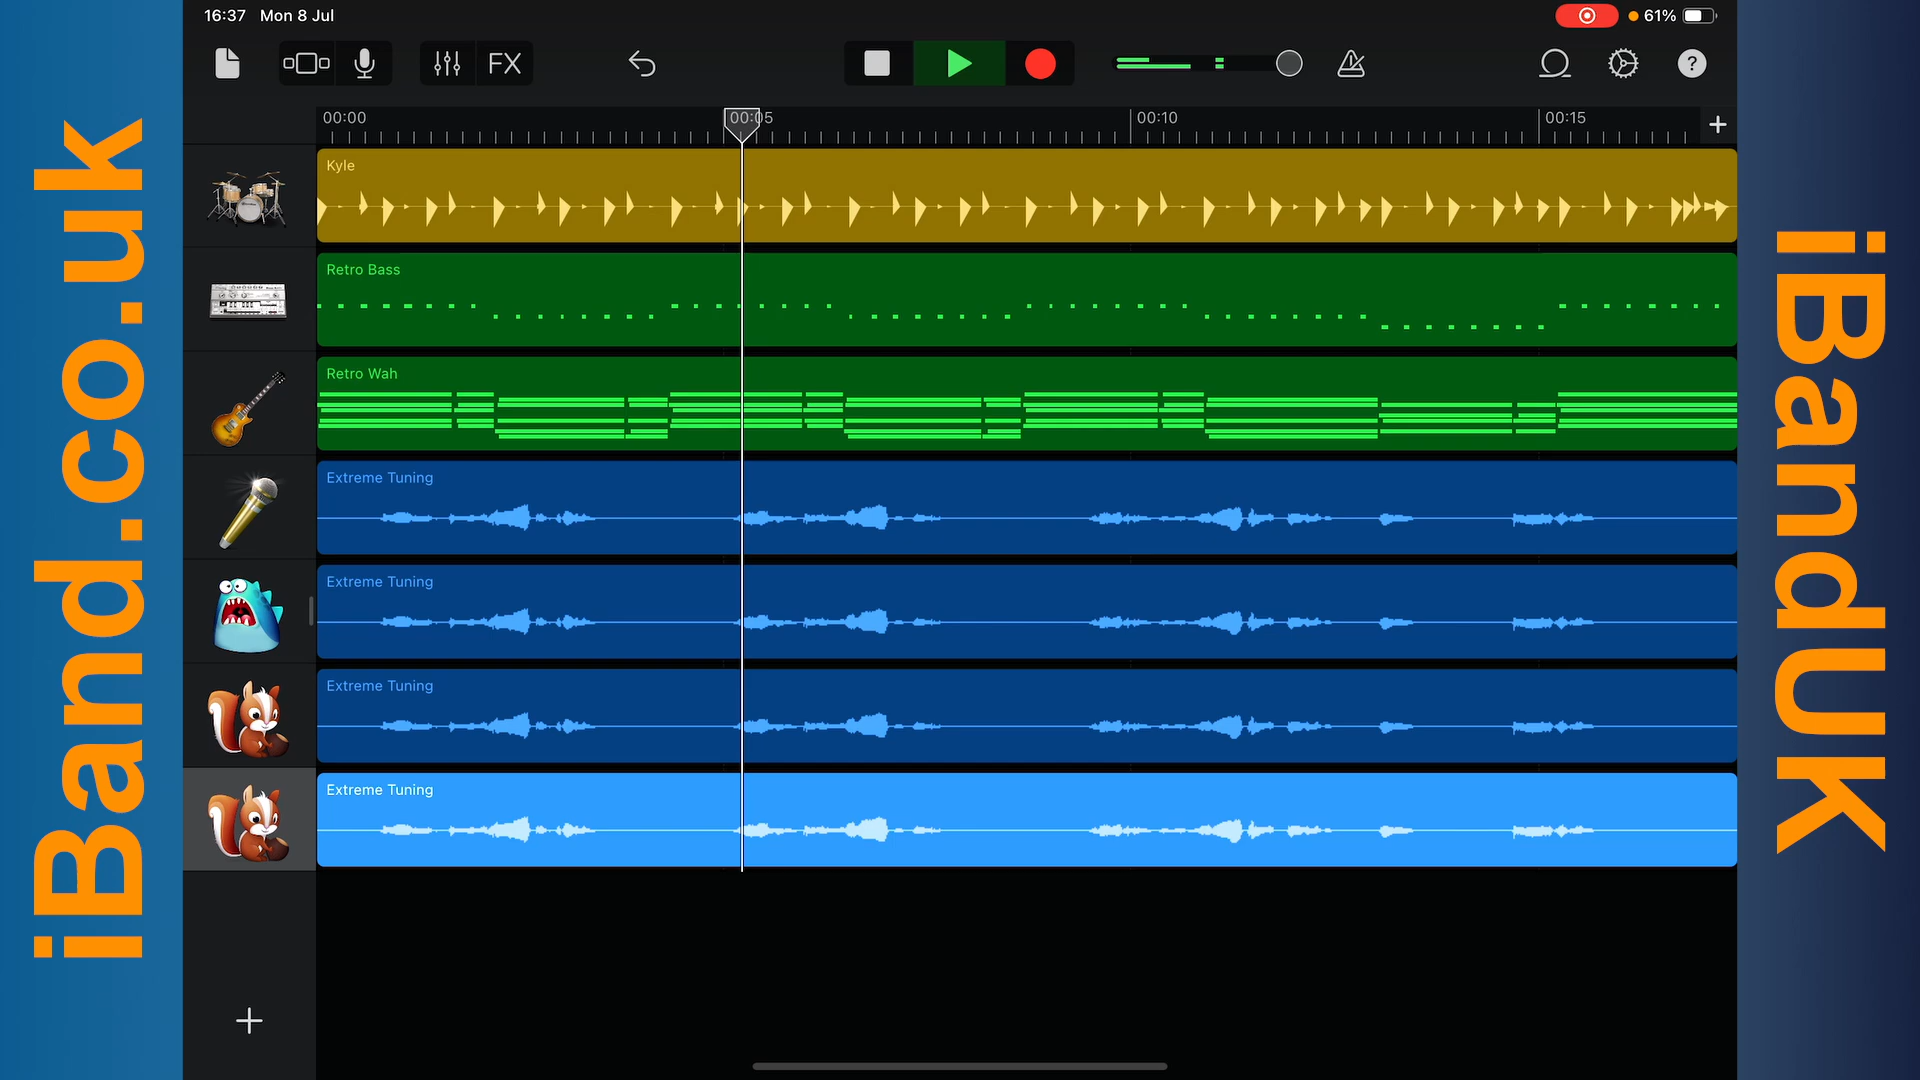 iBand.co.uk
16:37 Mon 8 Jul
61%
FX
?
00:00
00:05
00:10
00:15
+
Kyle
Retro Bass
Retro Wah
Extreme Tuning
Extreme Tuning
Extreme Tuning
Extreme Tuning
+
iBandUK